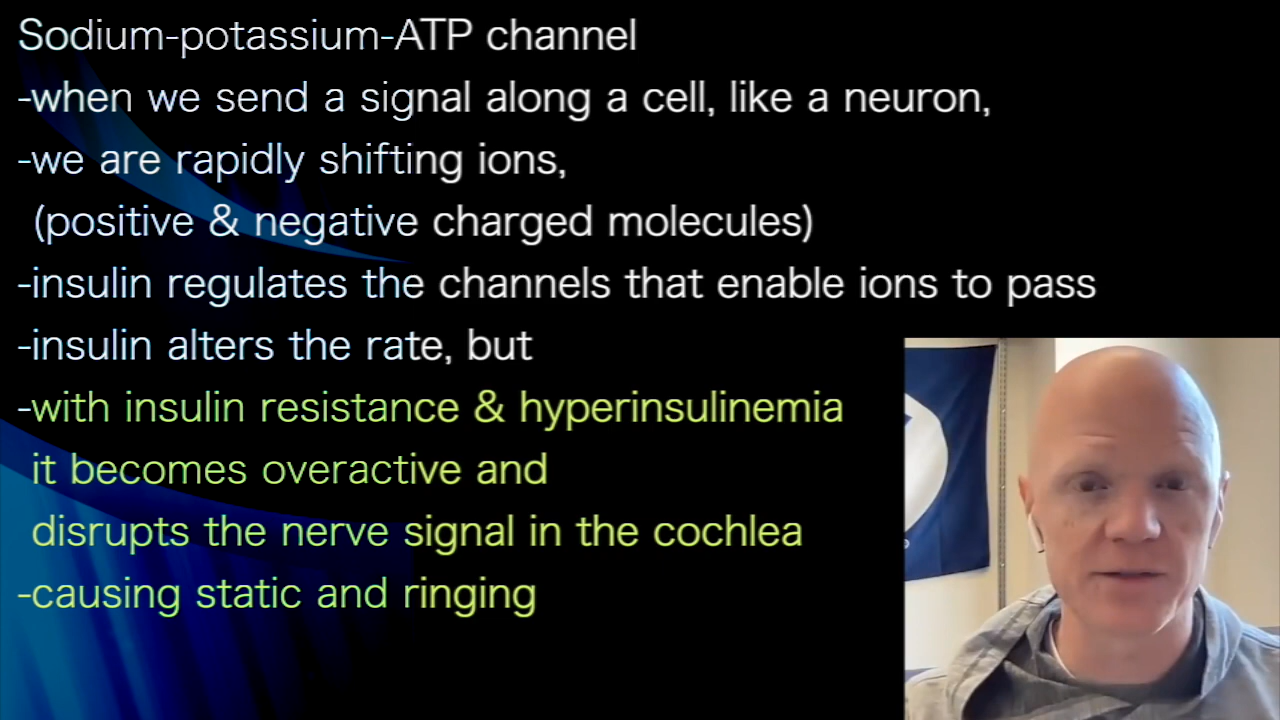 Sodium-potassium-ATP channel
-when we send a signal along a cell, like a neuron,
-we are rapidly shifting ions,
(positive & negative charged molecules)
-insulin regulates the channels that enable ions to pass
-insulin alters the rate, but
-with insulin resistance & hyperinsulinemia
it becomes overactive and
disrupts the nerve signal in the cochlea
-causing static and ringing